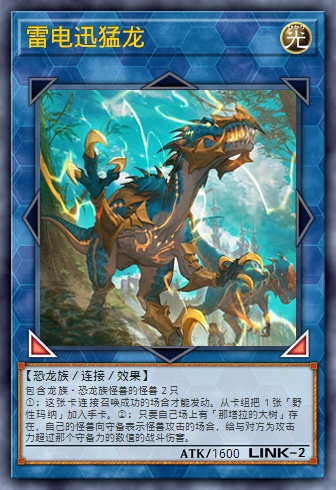 雷电迅猛龙
光
【恐龙族／连接／效果】
包含龙族·恐龙族怪兽的怪兽２只
①：这张卡连接召唤成功的场合才能发动。从卡组把１张「野
性玛纳」加入手卡。②：只要自己场上有「那塔拉的大树」存
在，自己的怪兽向守备表示怪兽攻击的场合，给与对方为攻击
力超过那个守备力的数值的战斗伤害。
ATK/1600 LINK-2